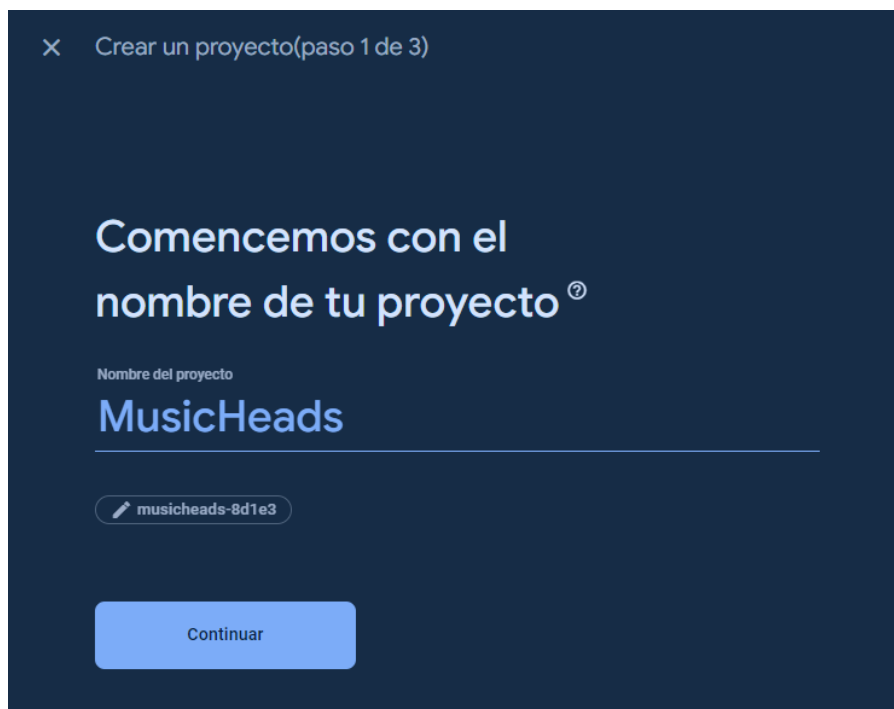 Crear un proyecto(paso 1 de 3)
Comencemos con el
nombre de tu proyecto
Nombre del proyecto
MusicHeads
musicheads-8d1e3
Continuar